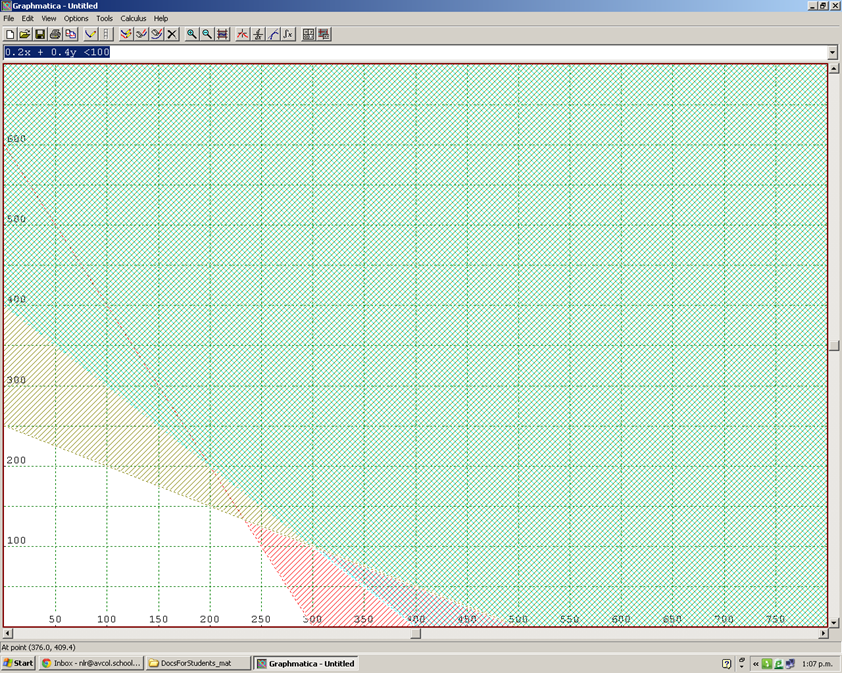 Graphmatica - Untitled
File Edit View Options Tools Calculus Help
0.2x + 0.4y <100
600
500
400
300
200
100
50 100 150 200 250 300 350 400 450 500 550 600 650 700 750
At point (376.0, 409.4)
Start Inbox - nlr@avcol.school... DocsForStudents_mat Graphmatica - Untitled 1:07 p.m.